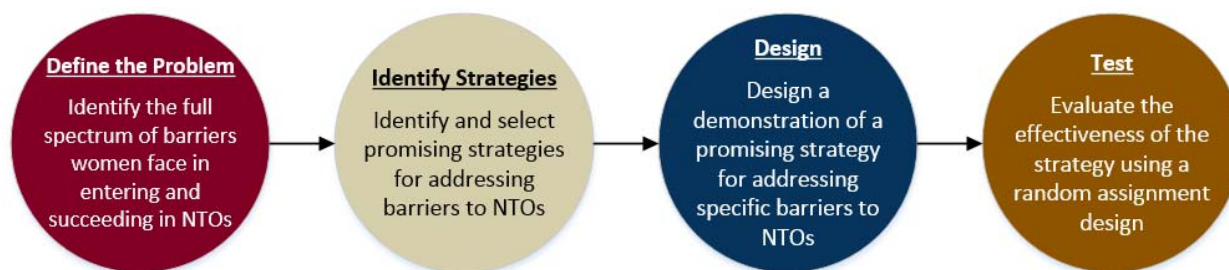 Define the Problem
Identify the full
spectrum of barriers
women face in
entering and
succeeding in NTOs
Identify Strategies
Identify and select
promising strategies
for addressing
barriers to NTOs
Design
Design a
demonstration of a
promising strategy
for addressing
specific barriers to
NTOs
Test
Evaluate the
effectiveness of the
strategy using a
random assignment
design